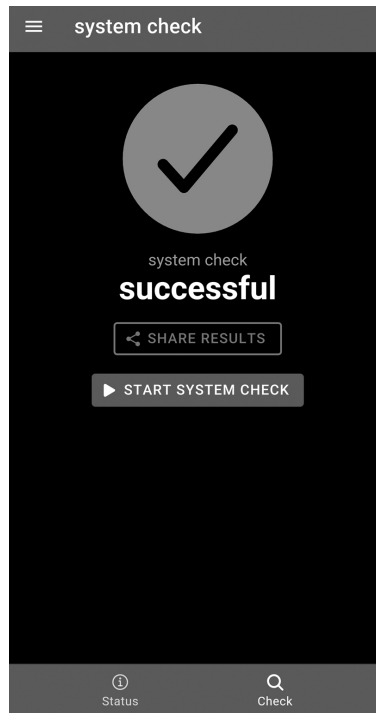 system check
system check
successful
SHARE RESULTS
START SYSTEM CHECK
Status
Check